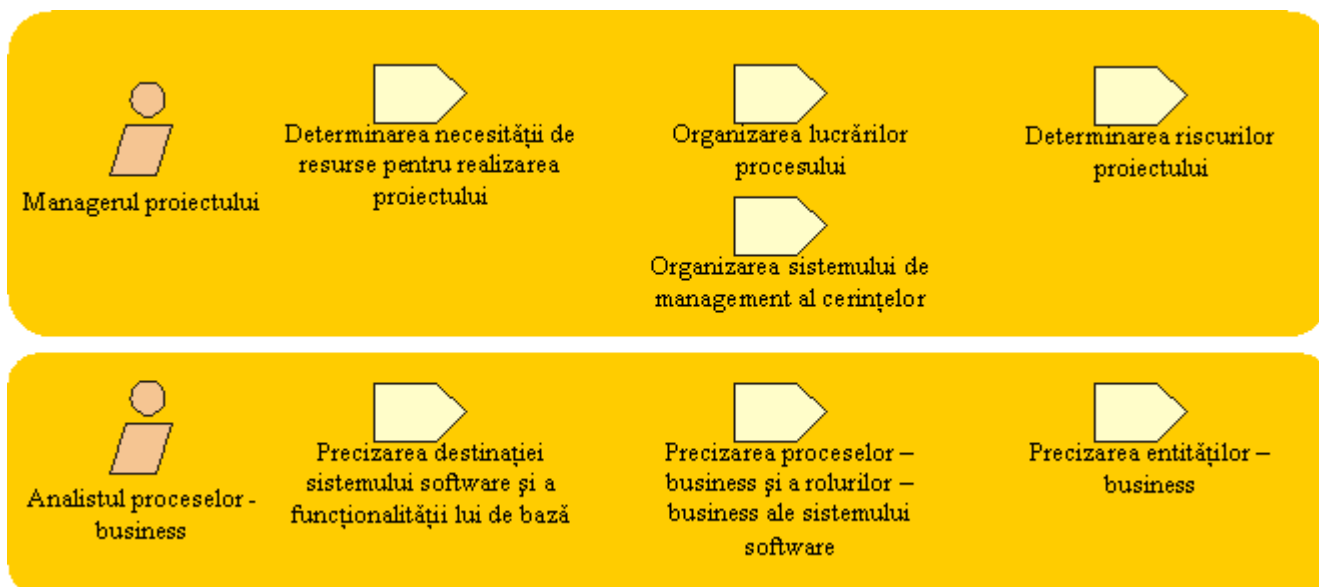 Managerul proiectului
Determinarea necesității de
resurse pentru realizarea
proiectului
Organizarea lucrărilor
procesului
Determinarea riscurilor
proiectului
Organizarea sistemului de
management al cerințelor
Analistul proceselor -
business
Precizarea destinației
sistemului software și a
funcționalității lui de bază
Precizarea proceselor –
business și a rolurilor –
business ale sistemului
software
Precizarea entităților –
business